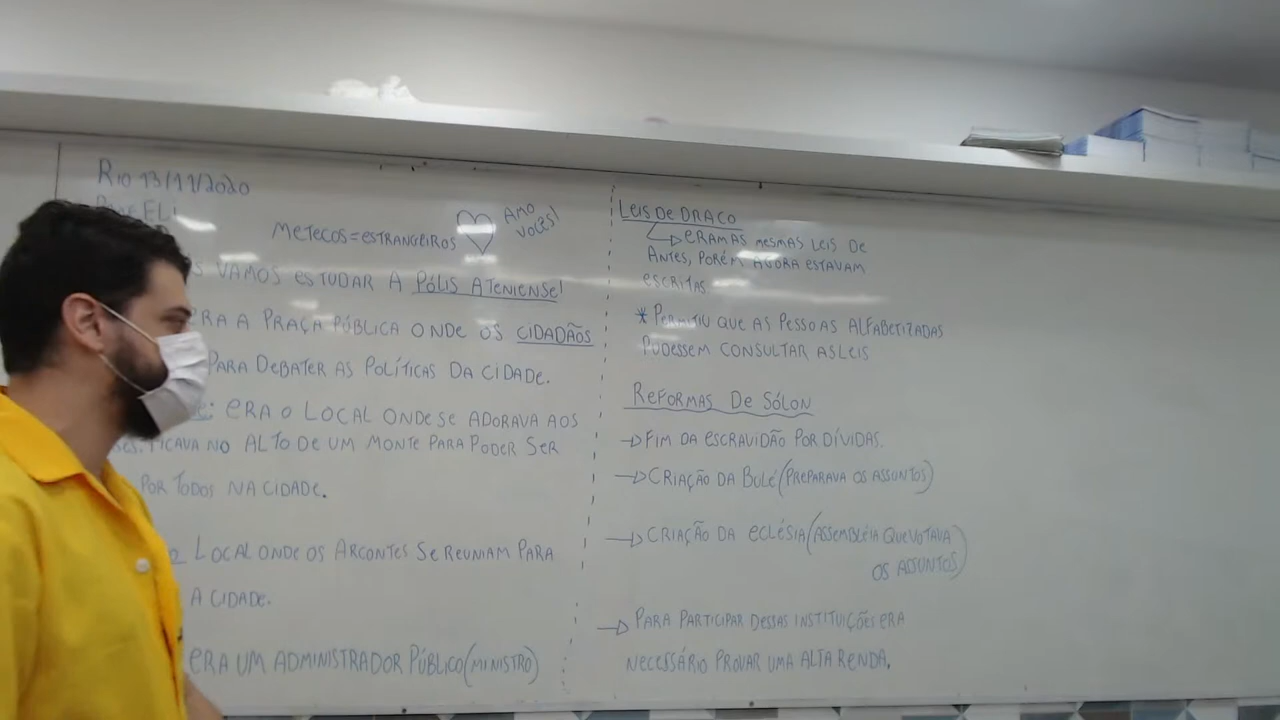 Rio 13/11/2020
Prof ELi
METECOS = ESTRANGEIROS
AMO
VOCÊS!
VAMOS ESTUDAR A PÓLIS ATENIENSE!
ERA A PRAÇA PÚBLICA ONDE OS CIDADÃOS
PARA DEBATER AS POLÍTICAS DA CIDADE.
ERA O LOCAL ONDE SE ADORAVA AOS
FICAVA NO ALTO DE UM MONTE PARA PODER SER
POR TODOS NA CIDADE.
LOCAL ONDE OS ARCONTES SE REUNIAM PARA
A CIDADE.
ERA UM ADMINISTRADOR PÚBLICO (MINISTRO)
LEIS DE DRACO
ERAM AS MESMAS LEIS DE
ANTES, PORÉM AGORA ESTAVAM
ESCRITAS.
* PERMITIU QUE AS PESSOAS ALFABETIZADAS
PUDESSEM CONSULTAR AS LEIS
REFORMAS DE SÓLON
→ FIM DA ESCRAVIDÃO POR DÍVIDAS.
→ CRIAÇÃO DA BULÉ (PREPARAVA OS ASSUNTOS)
→ CRIAÇÃO DA ECLÉSIA (ASSEMBLÉIA QUE VOTAVA
OS ASSUNTOS)
→ PARA PARTICIPAR DESSAS INSTITUIÇÕES ERA
NECESSÁRIO PROVAR UMA ALTA RENDA.